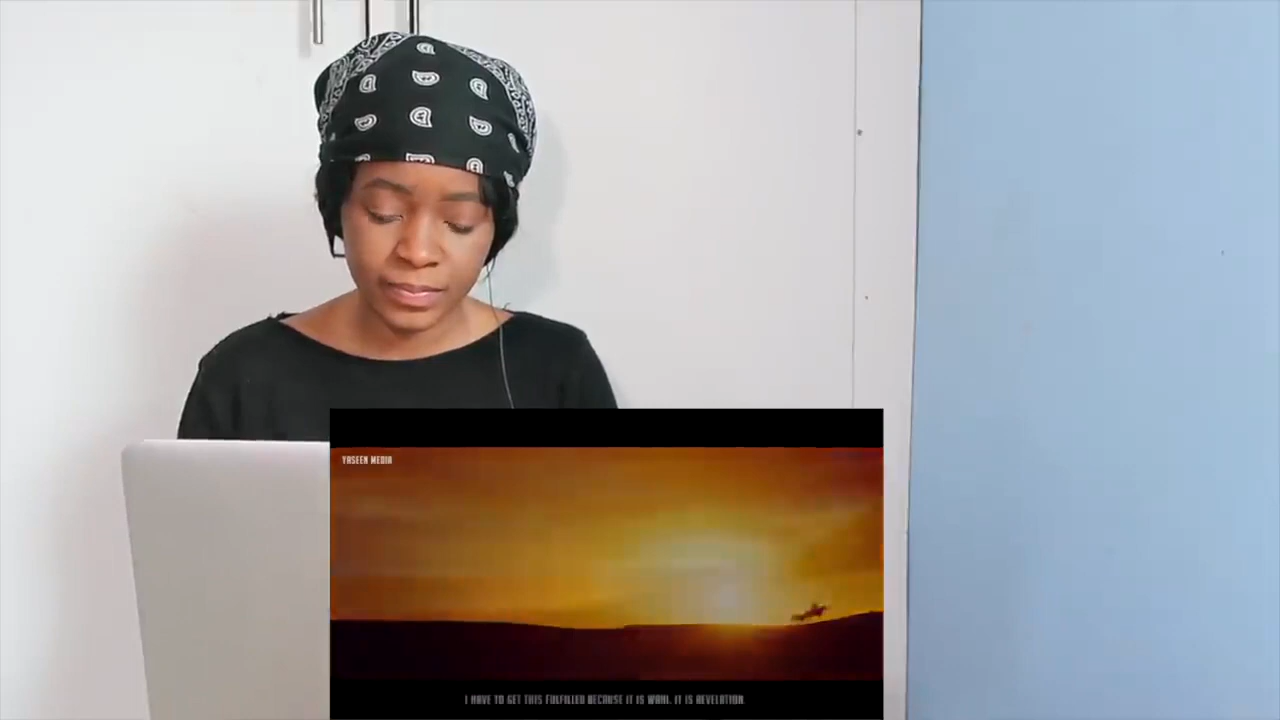 YASEEN MEDIA
I HAVE TO GET THIS FULFILLED BECAUSE IT IS WAHI. IT IS REVELATION.